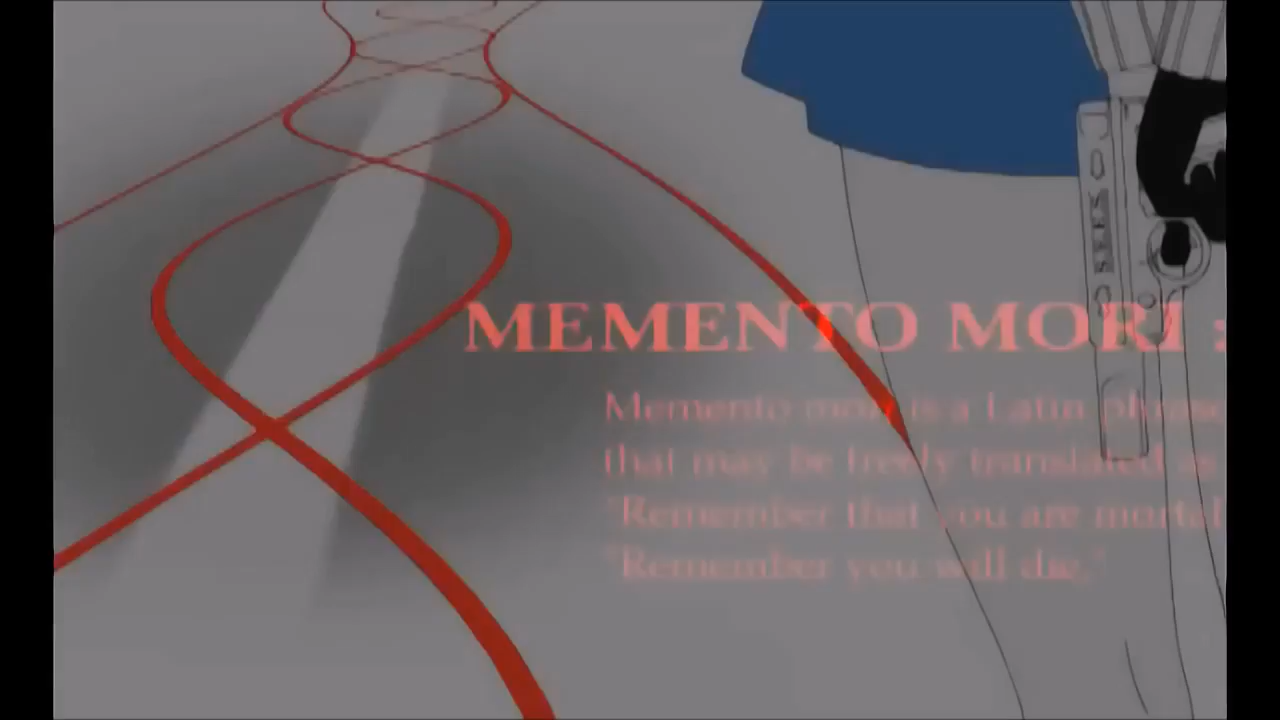 MEMENTO MORI :
Memento mori is a Latin phrase
that may be freely translated as
"Remember that you are mortal
"Remember you will die,"
SEES